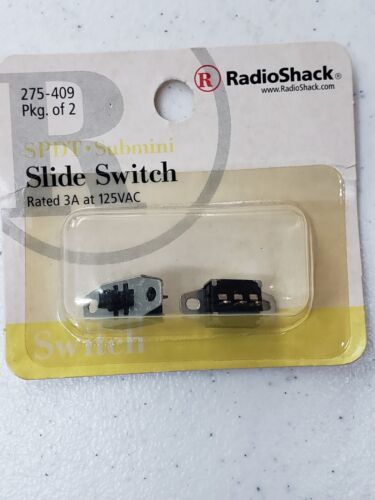 275-409
Pkg. of 2
R RadioShack®
www.RadioShack.com
SPDT • Submini
Slide Switch
Rated 3A at 125VAC
Switch